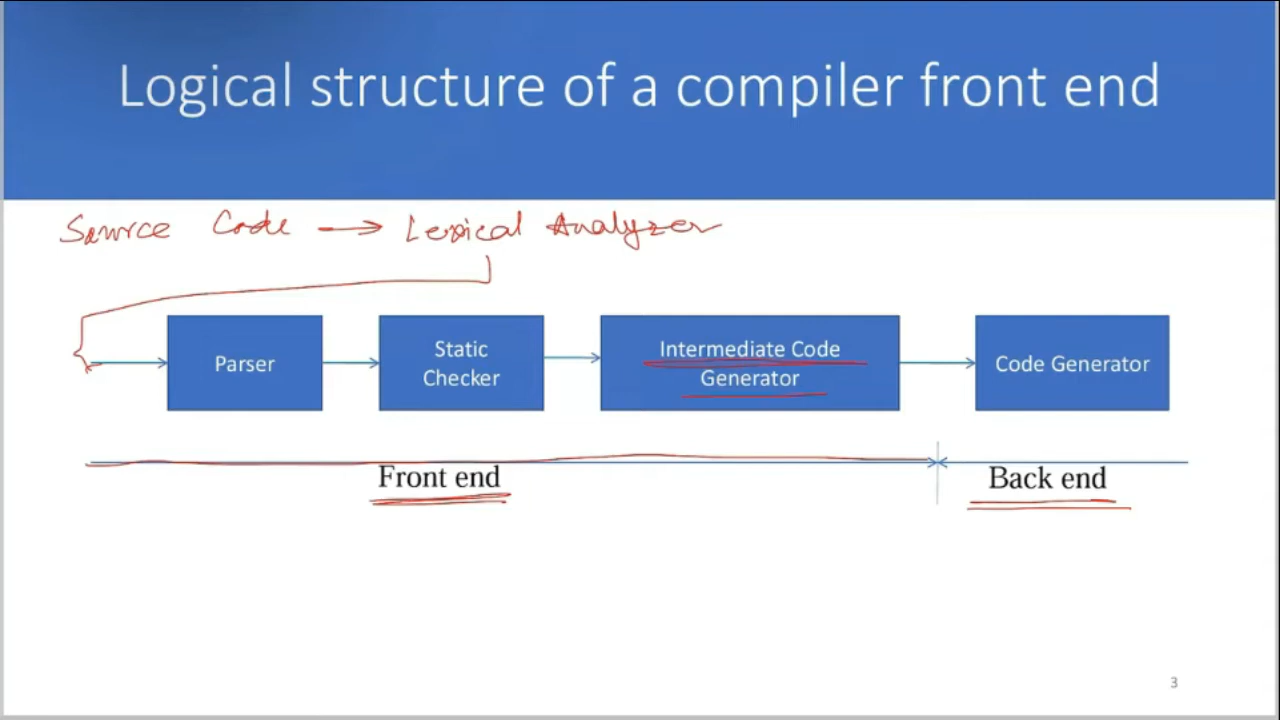 Logical structure of a compiler front end
Source Code → Lexical Analyzer
Parser
Static
Checker
Intermediate Code
Generator
Code Generator
Front end
Back end
3